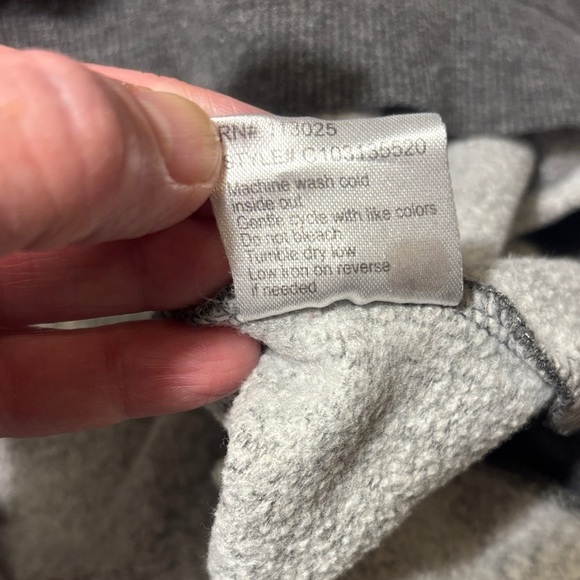 RN# 113025
STYLE# C103135520
Machine wash cold
inside out
Gentle cycle with like colors
Do not bleach
Tumble dry low
Low iron on reverse
if needed